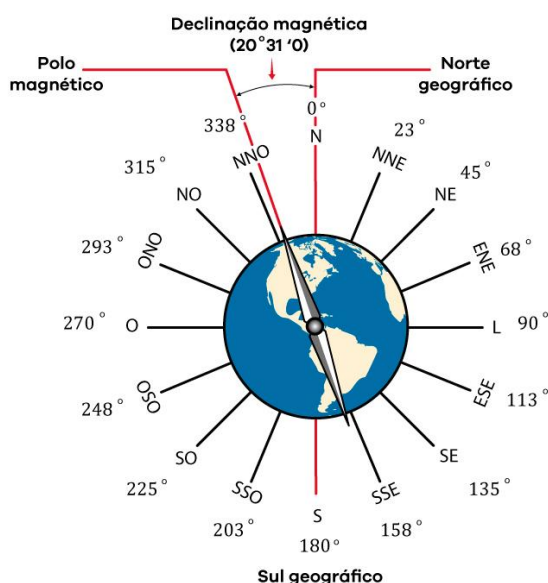 Declinação magnética
(20°31 ‘0)
Polo
magnético
Norte
geográfico
0°
N
338°
NNO
23°
NNE
315°
NO
45°
NE
293°
ONO
68°
ENE
270°
O
L
90°
248°
OSO
ESE
113°
SO
225°
SE
135°
SSO
203°
SSE
158°
S
180°
Sul geográfico